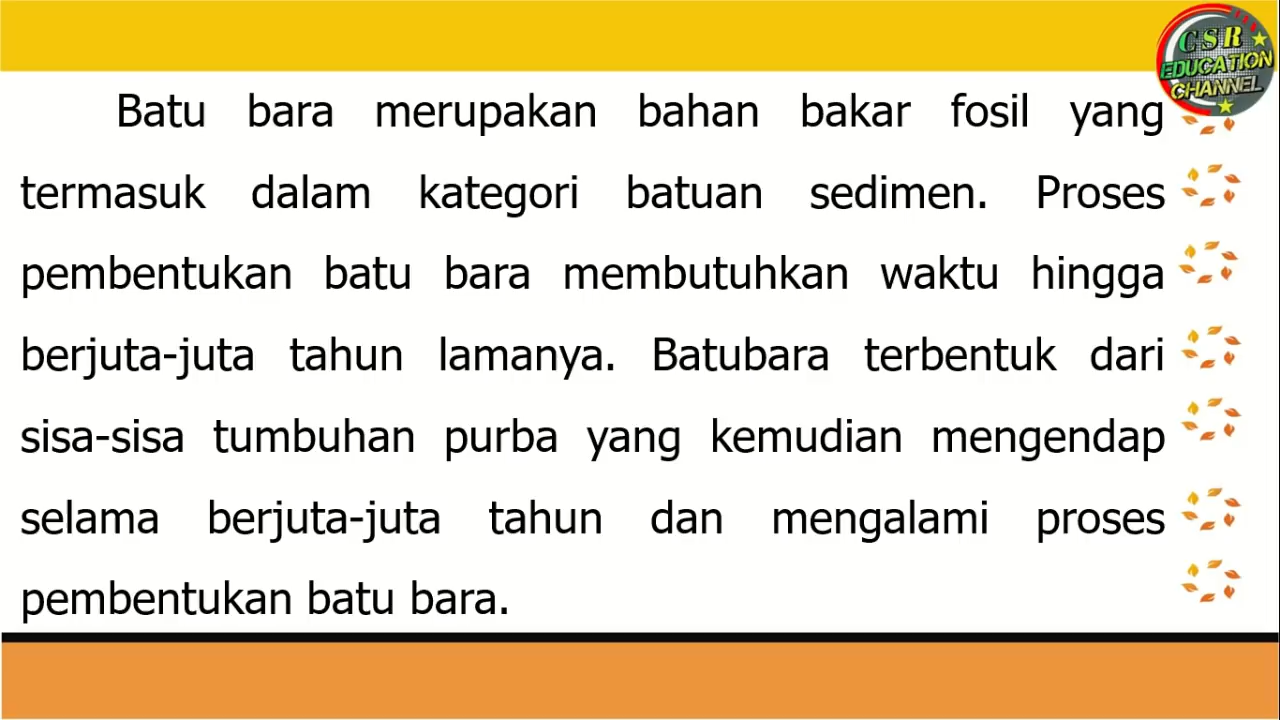 CSR
EDUCATION
CHANNEL
Batu bara merupakan bahan bakar fosil yang
termasuk dalam kategori batuan sedimen. Proses
pembentukan batu bara membutuhkan waktu hingga
berjuta-juta tahun lamanya. Batubara terbentuk dari
sisa-sisa tumbuhan purba yang kemudian mengendap
selama berjuta-juta tahun dan mengalami proses
pembentukan batu bara.